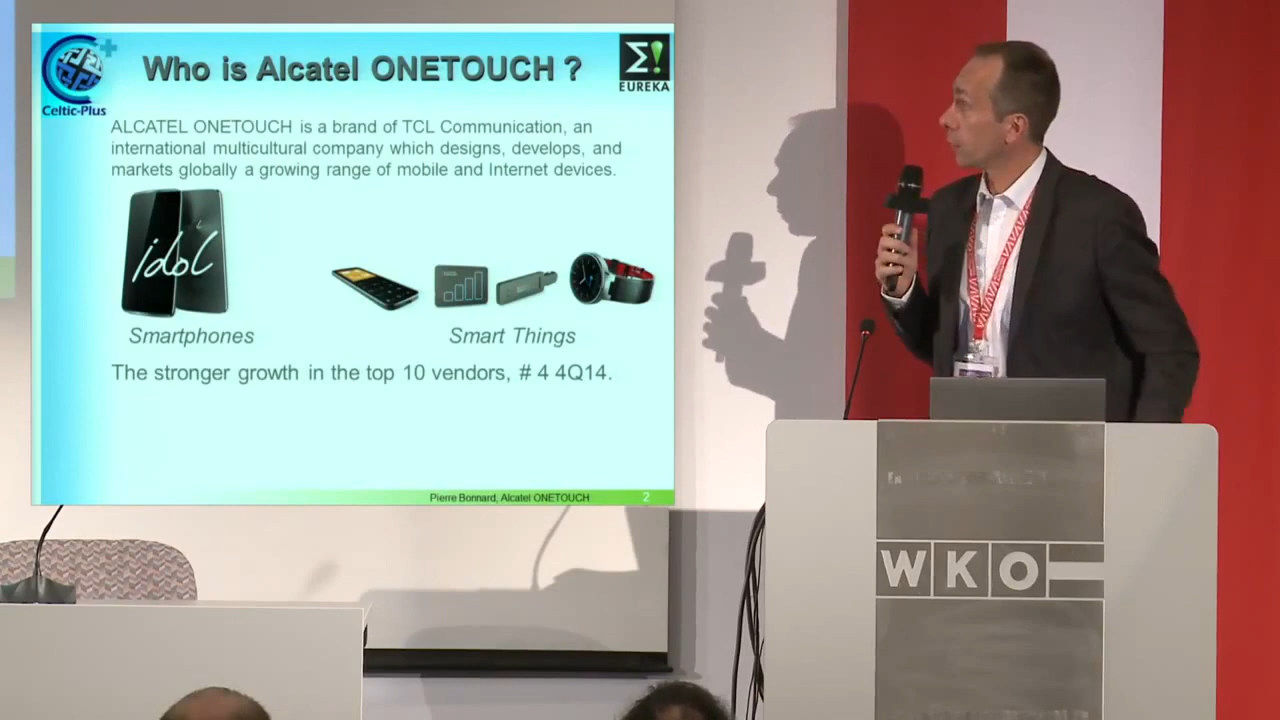 Who is Alcatel ONETOUCH ?
Celtic-Plus
EUREKA
ALCATEL ONETOUCH is a brand of TCL Communication, an
international multicultural company which designs, develops, and
markets globally a growing range of mobile and Internet devices.
idol
Smartphones
Smart Things
The stronger growth in the top 10 vendors, # 4 4Q14.
Pierre Bonnard, Alcatel ONETOUCH
2
WKO